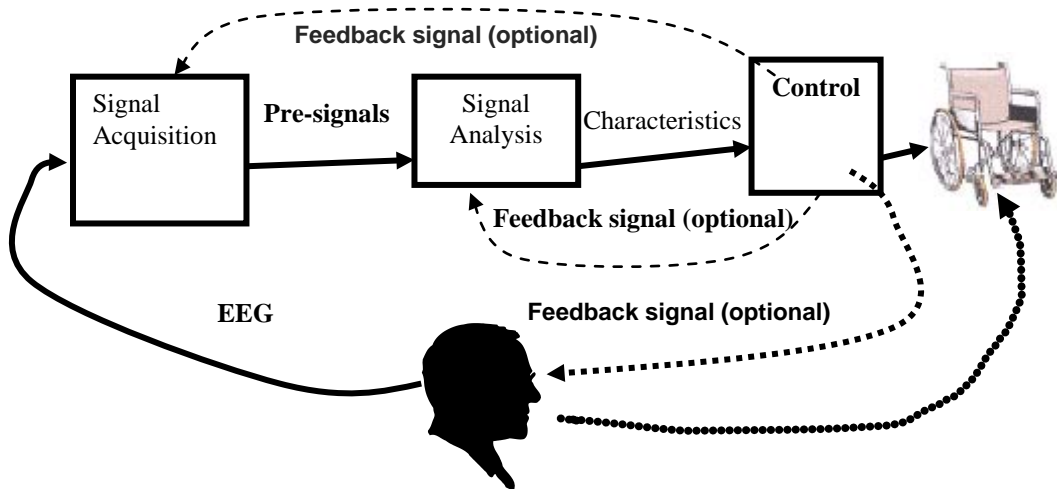 Feedback signal (optional)
Signal
Acquisition
Pre-signals
Signal
Analysis
Characteristics
Control
Feedback signal (optional)
EEG
Feedback signal (optional)